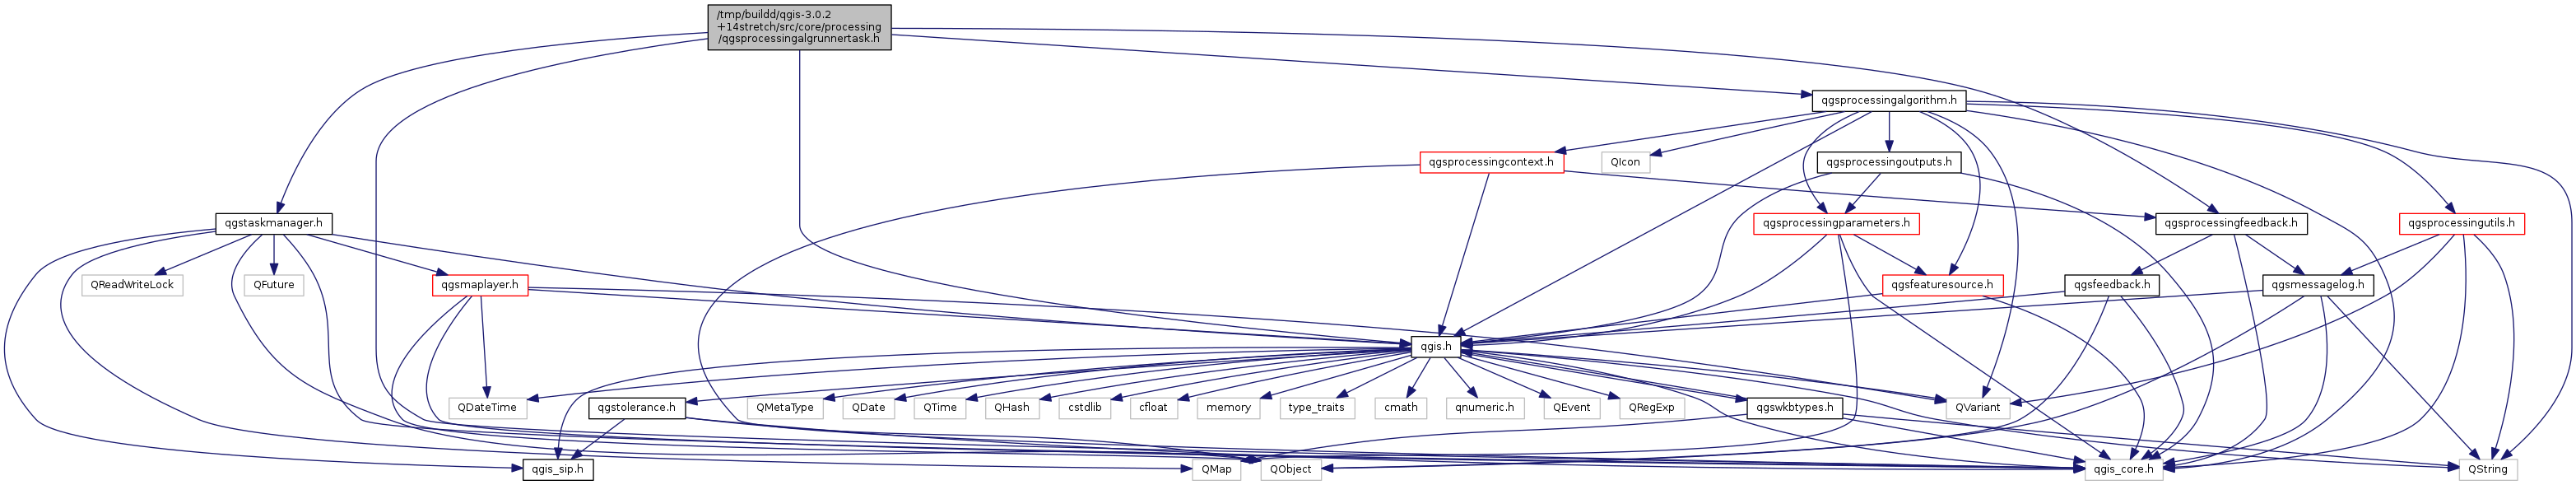 /tmp/buildd/qgis-3.0.2
+14stretch/src/core/processing
/qgsprocessingalgrunnertask.h
qgsprocessingalgorithm.h
qgsprocessingcontext.h
QIcon
qgsprocessingoutputs.h
qgstaskmanager.h
qgsprocessingparameters.h
qgsprocessingfeedback.h
qgsprocessingutils.h
QReadWriteLock
QFuture
qgsmaplayer.h
qgsfeaturesource.h
qgsfeedback.h
qgsmessagelog.h
qgis.h
QDateTime
qgstolerance.h
QMetaType
QDate
QTime
QHash
cstdlib
cfloat
memory
type_traits
cmath
qnumeric.h
QEvent
QRegExp
qgswkbtypes.h
QVariant
qgis_sip.h
QMap
QObject
qgis_core.h
QString